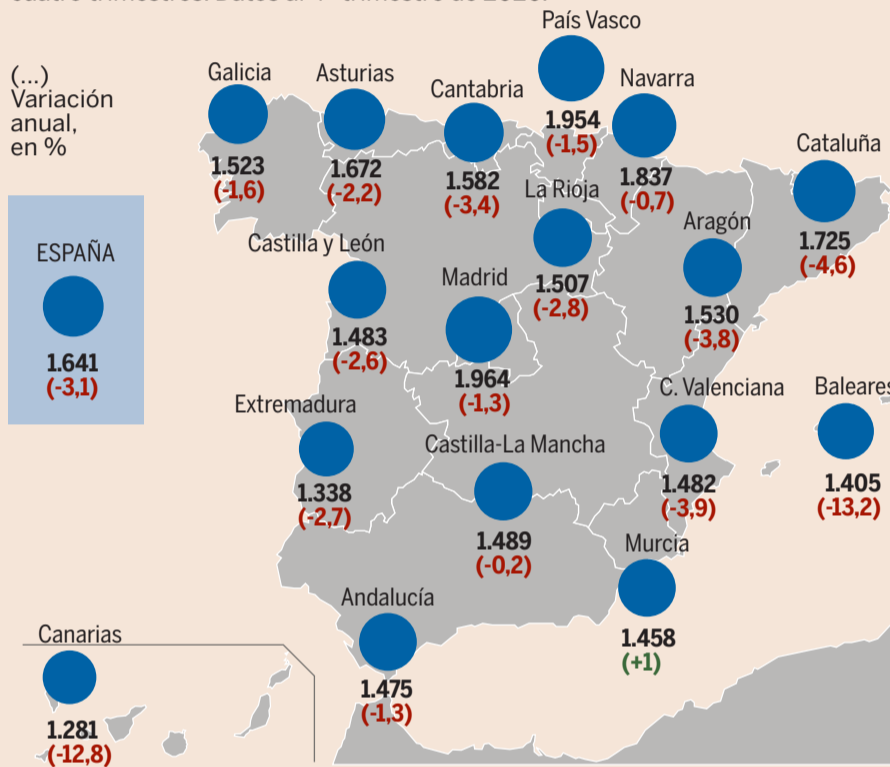 (...)
Variación
anual,
en %
ESPAÑA
1.641
(-3,1)
Galicia
1.523
(-1,6)
Asturias
1.672
(-2,2)
Cantabria
1.582
(-3,4)
País Vasco
1.954
(-1,5)
Navarra
1.837
(-0,7)
La Rioja
1.507
(-2,8)
Aragón
1.530
(-3,8)
Cataluña
1.725
(-4,6)
Castilla y León
1.483
(-2,6)
Madrid
1.964
(-1,3)
Extremadura
1.338
(-2,7)
Castilla-La Mancha
1.489
(-0,2)
C. Valenciana
1.482
(-3,9)
Baleares
1.405
(-13,2)
Murcia
1.458
(+1)
Andalucía
1.475
(-1,3)
Canarias
1.281
(-12,8)